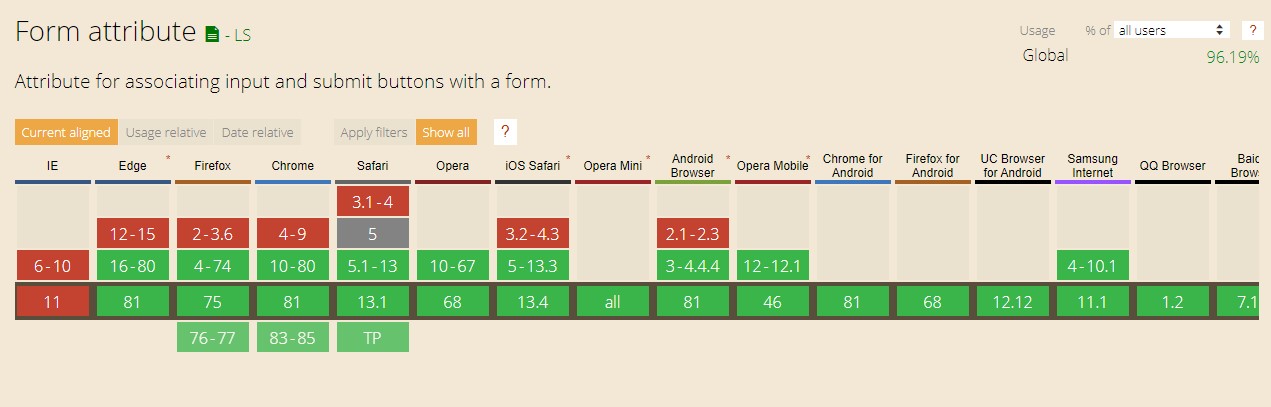 Form attribute - LS
Usage % of all users ?
Global 96.19%
Attribute for associating input and submit buttons with a form.
Current aligned Usage relative Date relative Apply filters Show all ?
IE Edge * Firefox Chrome Safari Opera iOS Safari * Opera Mini * Android Browser * Opera Mobile * Chrome for Android Firefox for Android UC Browser for Android Samsung Internet QQ Browser
3.1-4
12-15 2-3.6 4-9 5 3.2-4.3 2.1-2.3
6-10 16-80 4-74 10-80 5.1-13 10-67 5-13.3 3-4.4.4 12-12.1 4-10.1
11 81 75 81 13.1 68 13.4 all 81 46 81 68 12.12 11.1 1.2 7.1
76-77 83-85 TP